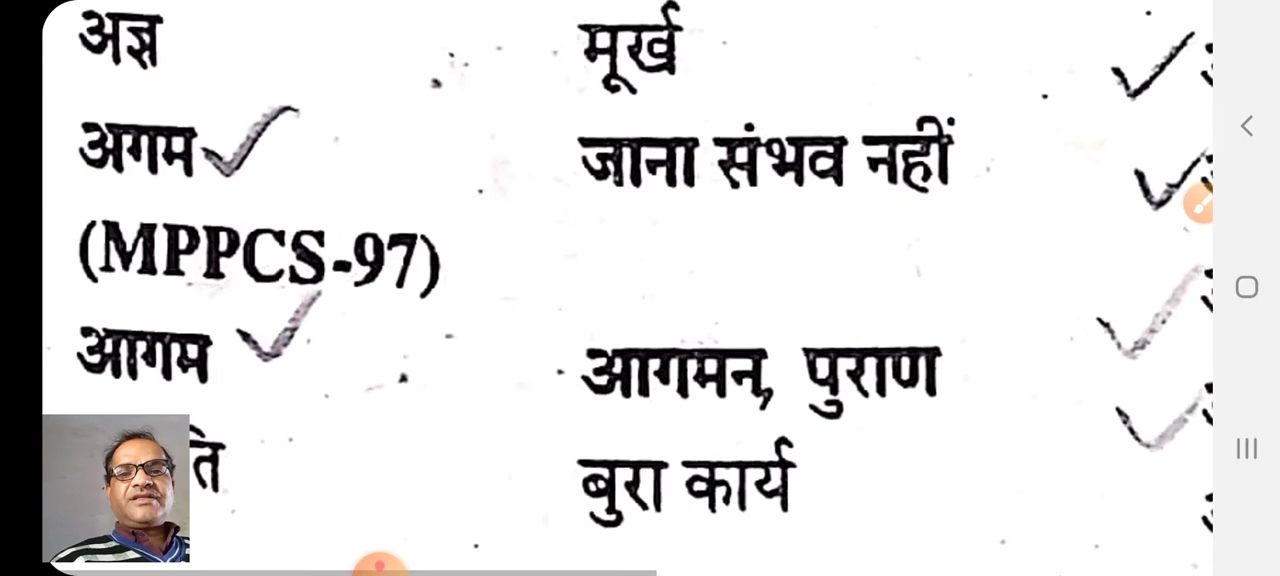 अज्ञ मूर्ख
अगम जाना संभव नहीं
(MPPCS-97)
आगम आगमन, पुराण
बुरा कार्य